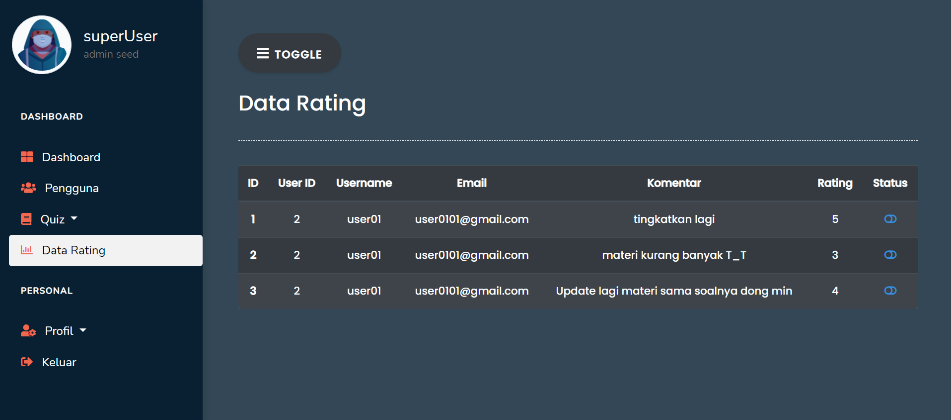 superUser
admin seed
DASHBOARD
Dashboard
Pengguna
Quiz
Data Rating
PERSONAL
Profil
Keluar
TOGGLE
Data Rating
ID User ID Username Email Komentar Rating Status
1 2 user01 user0101@gmail.com tingkatkan lagi 5
2 2 user01 user0101@gmail.com materi kurang banyak T_T 3
3 2 user01 user0101@gmail.com Update lagi materi sama soalnya dong min 4